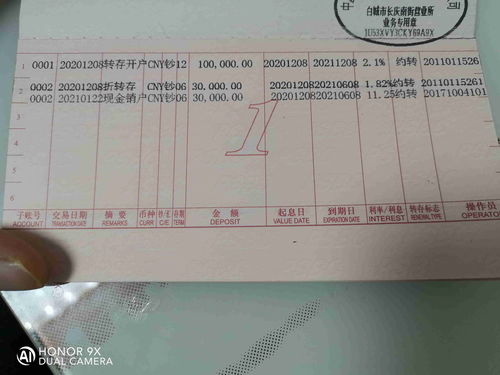 白城市长庆南街营业所
业务专用章
1U53XVY3CKY69A9X
1 0001 20201208转存开户CNY钞12 100,000.00 20201208 20211208 2.1% 约转 2011011526
2 0002 20201208折转存 CNY钞06 30,000.00 2020120820210608 1.82%约转 20110115261
0002 20210122现金销户CNY钞06 30,000.00 2020120820210608 11.25约转 20171004101
3
4
5
6
子账号 交易日期 摘要 币种 钞/汇 存期 金额 起息日 到期日 利率/利息 转存标志 操作员
ACCOUNT TRANSACTION DATE REMARKS CURR C/E TERM DEPOSIT VALUE DATE EXPIRATION DATE INTEREST RENEWAL TYPE OPERATO
1
HONOR 9X
AI DUAL CAMERA